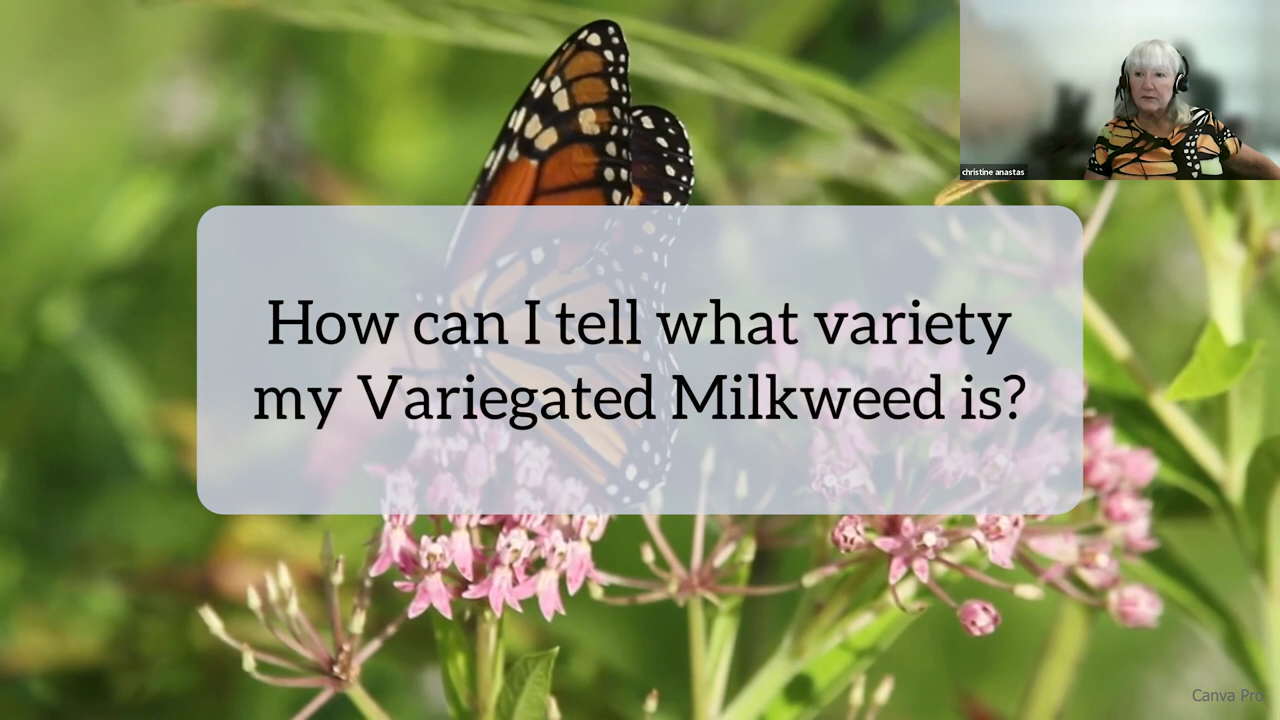 christine anastas
How can I tell what variety
my Variegated Milkweed is?
Canva Pro